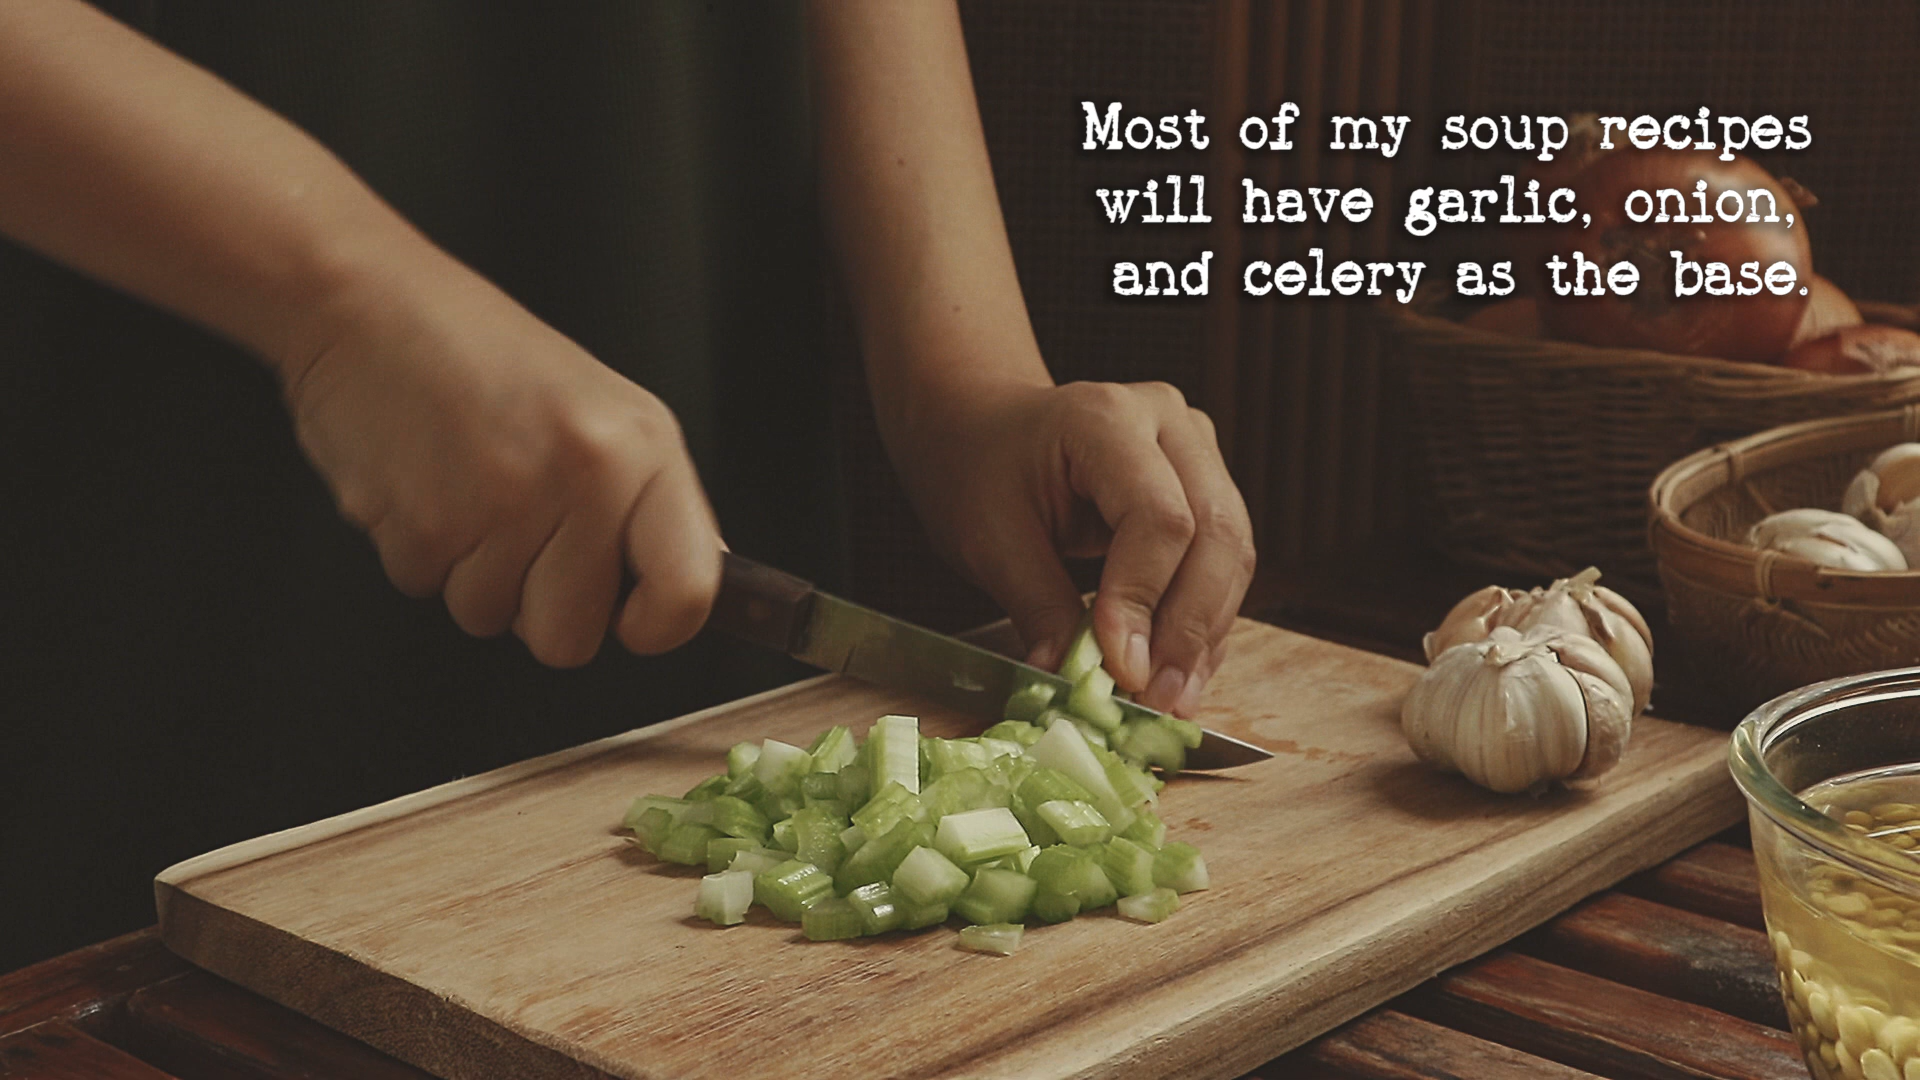 Most of my soup recipes
will have garlic, onion,
and celery as the base.